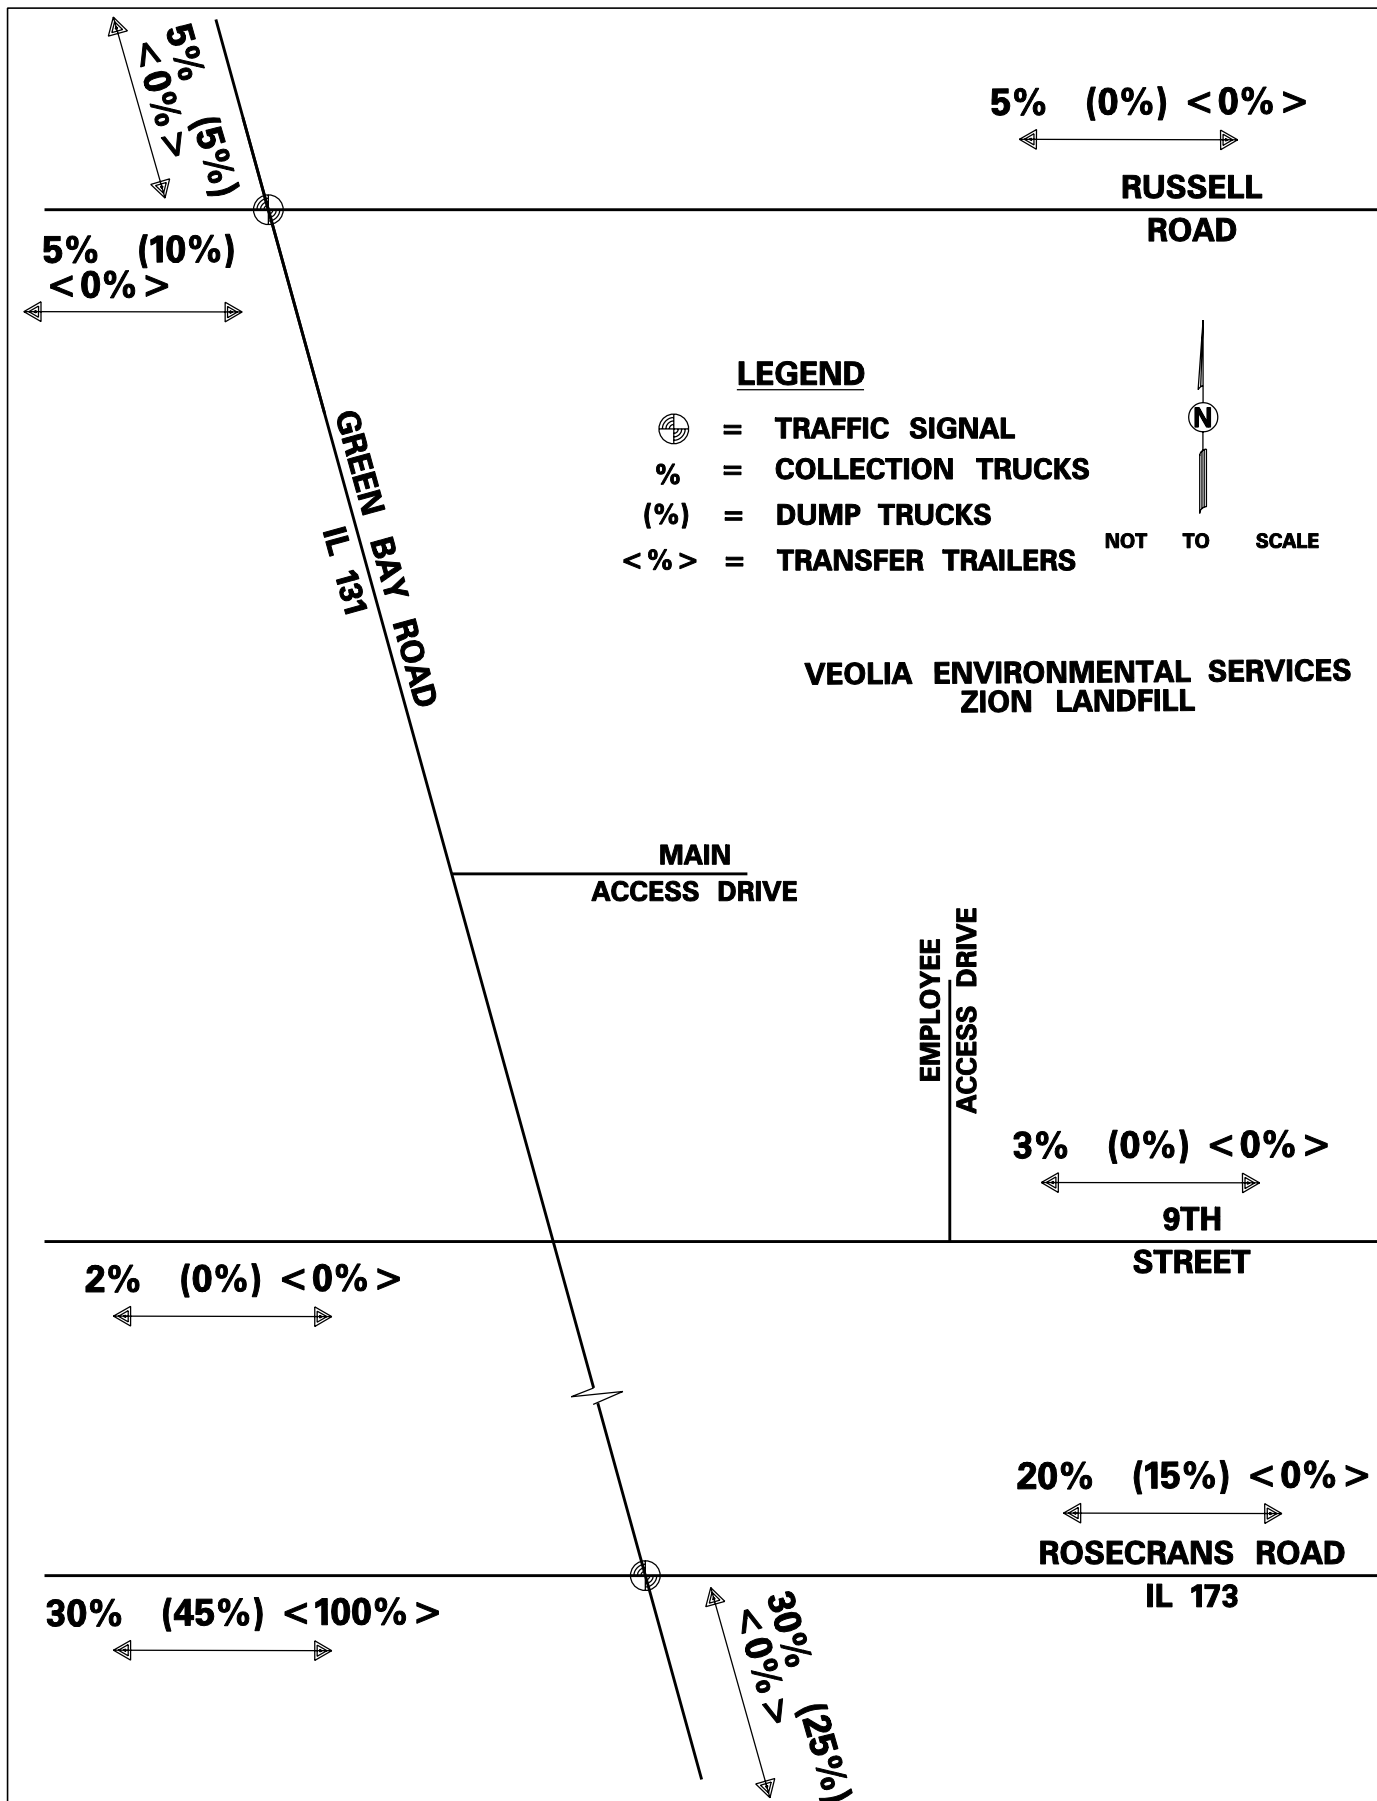 5% (5%)
<0%>
5% (0%) <0%>
RUSSELL
ROAD
5% (10%)
<0%>
LEGEND
= TRAFFIC SIGNAL
% = COLLECTION TRUCKS
(%) = DUMP TRUCKS
<%> = TRANSFER TRAILERS
N
NOT TO SCALE
GREEN BAY ROAD
IL 131
VEOLIA ENVIRONMENTAL SERVICES
ZION LANDFILL
MAIN
ACCESS DRIVE
EMPLOYEE
ACCESS DRIVE
3% (0%) <0%>
9TH
STREET
2% (0%) <0%>
20% (15%) <0%>
ROSECRANS ROAD
IL 173
30% (45%) <100%>
30% (25%)
<0%>